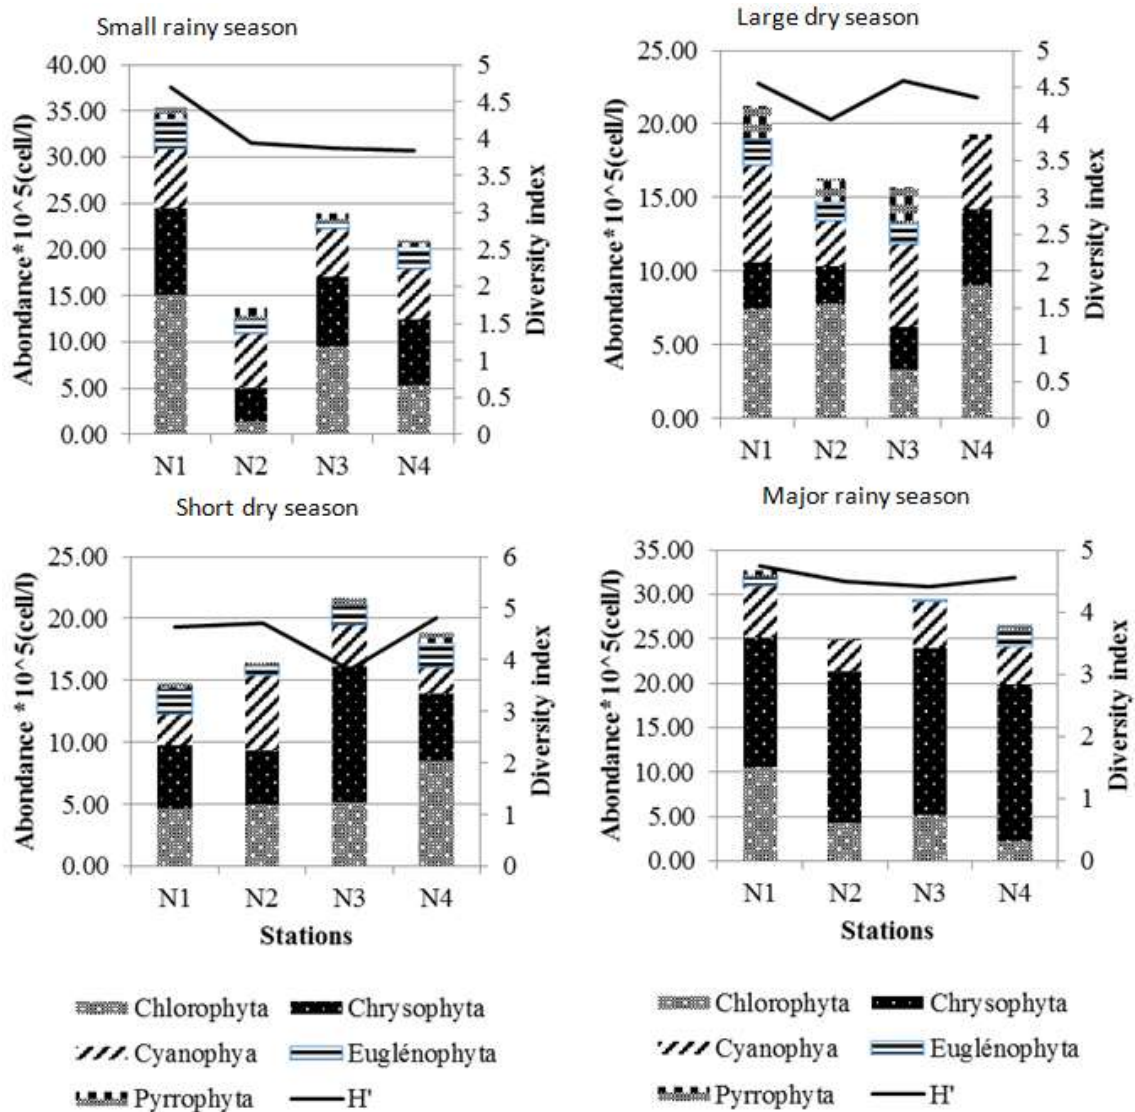 Small rainy season
Abondance*10^5(cell/l)
40.00
35.00
30.00
25.00
20.00
15.00
10.00
5.00
0.00
5
4.5
4
3.5
3
2.5
2
1.5
1
0.5
0
Diversity index
N1 N2 N3 N4
Large dry season
Abondance*10^5(cell/l)
25.00
20.00
15.00
10.00
5.00
0.00
5
4.5
4
3.5
3
2.5
2
1.5
1
0.5
0
Diversity index
N1 N2 N3 N4
Short dry season
Abondance * 10^5(cell/l)
25.00
20.00
15.00
10.00
5.00
0.00
6
5
4
3
2
1
0
Diversity index
N1 N2 N3 N4
Stations
Major rainy season
Abondance*10^5(cell/l)
35.00
30.00
25.00
20.00
15.00
10.00
5.00
0.00
5
4
3
2
1
0
Diversity index
N1 N2 N3 N4
Stations
Chlorophyta Chrysophyta
Cyanophya Euglénophyta
Pyrrophyta H'
Chlorophyta Chrysophyta
Cyanophya Euglénophyta
Pyrrophyta H'